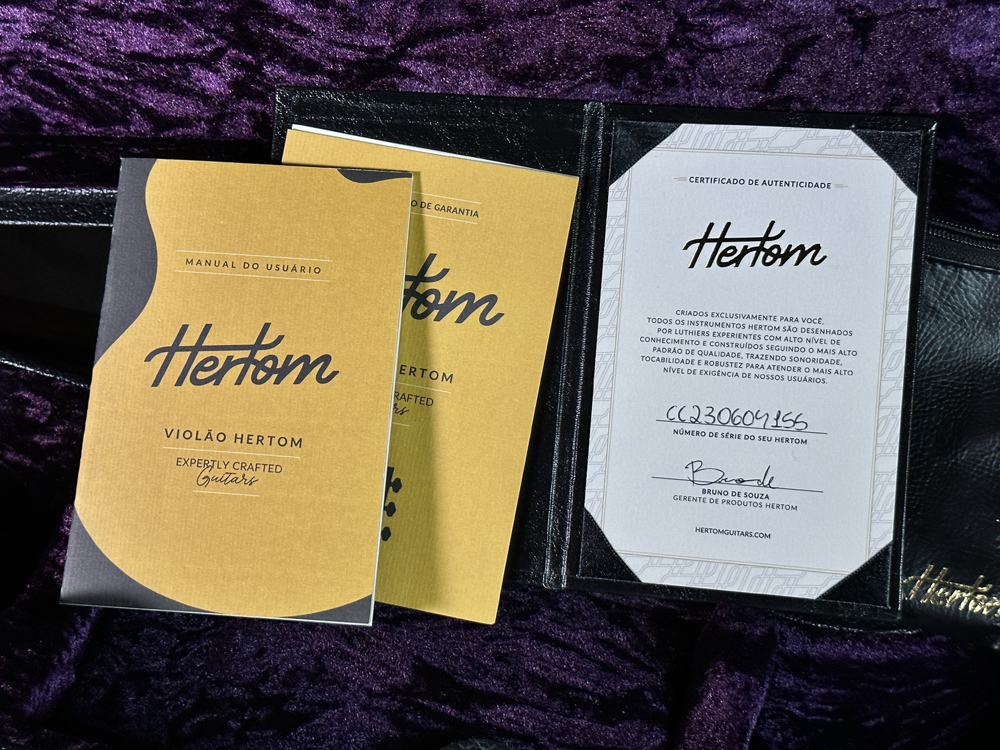 MANUAL DO USUÁRIO
Hertom
VIOLÃO HERTOM
EXPERTLY CRAFTED
Guitars
DE GARANTIA
CERTIFICADO DE AUTENTICIDADE
Hertom
CRIADOS EXCLUSIVAMENTE PARA VOCÊ,
TODOS OS INSTRUMENTOS HERTOM SÃO DESENHADOS
POR LUTHIERS EXPERIENTES COM ALTO NÍVEL DE
CONHECIMENTO E CONSTRUÍDOS SEGUINDO O MAIS ALTO
PADRÃO DE QUALIDADE, TRAZENDO SONORIDADE,
TOCABILIDADE E ROBUSTEZ PARA ATENDER O MAIS ALTO
NÍVEL DE EXIGÊNCIA DE NOSSOS USUÁRIOS.
CC230604156
NÚMERO DE SÉRIE DO SEU HERTOM
BRUNO DE SOUZA
GERENTE DE PRODUTOS HERTOM
HERTOMGUITARS.COM
Hertom